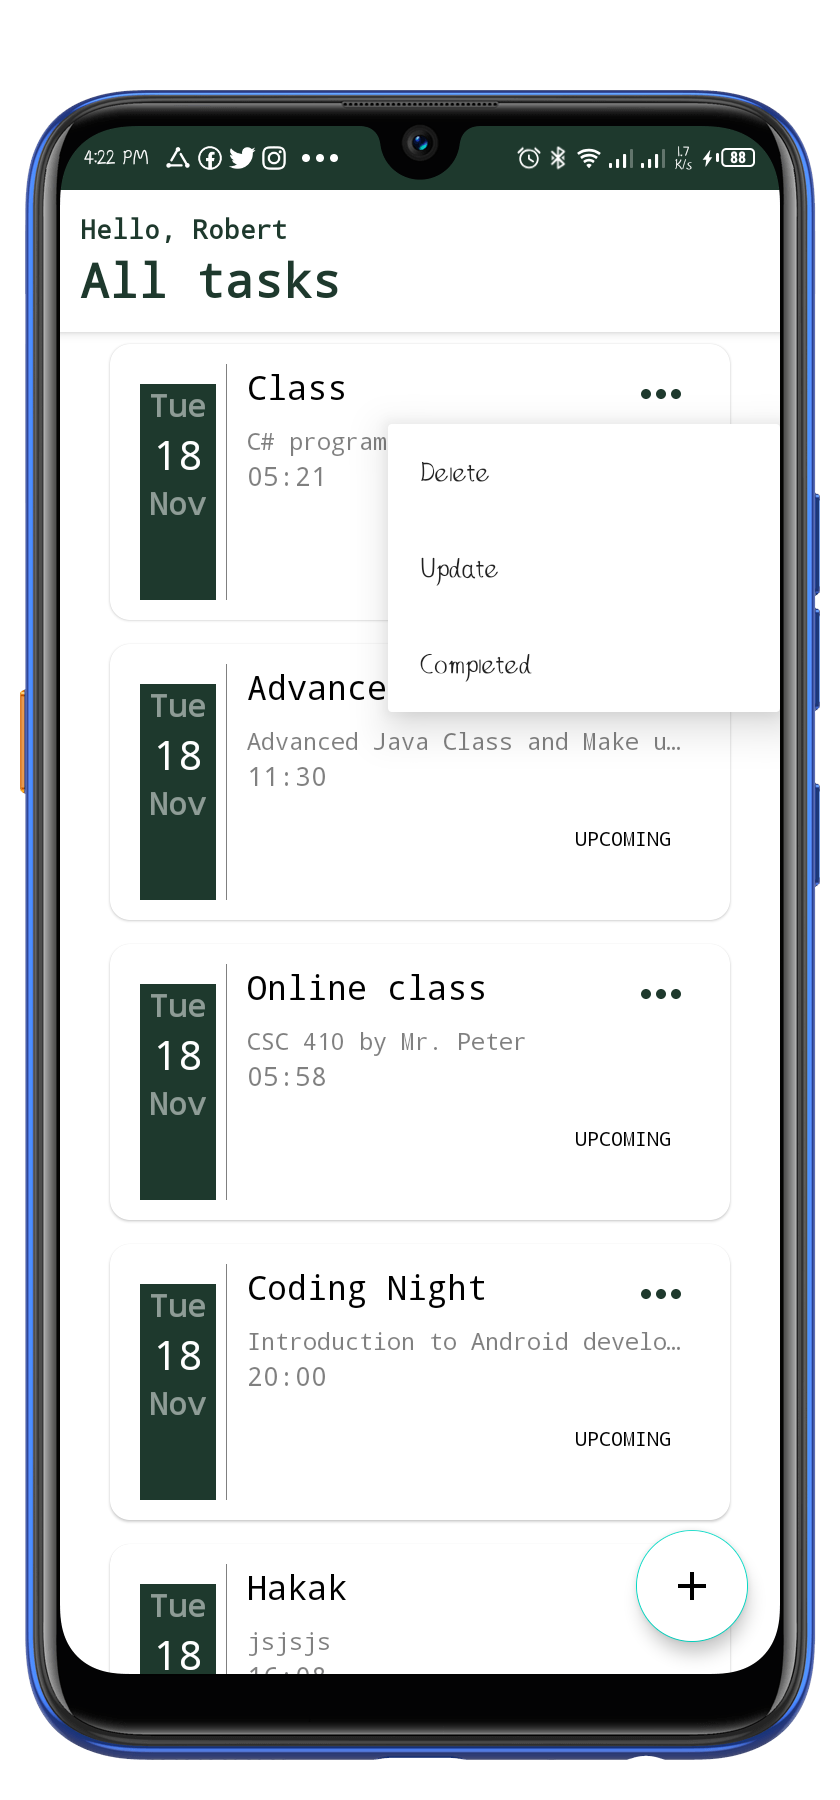 4:22 PM 1.7 K/s 88
Hello, Robert
All tasks
Tue
18
Nov
Class
C# program
05:21
Delete
Update
Completed
Tue
18
Nov
Advance
Advanced Java Class and Make u…
11:30
UPCOMING
Tue
18
Nov
Online class
CSC 410 by Mr. Peter
05:58
UPCOMING
Tue
18
Nov
Coding Night
Introduction to Android develo…
20:00
UPCOMING
Tue
18
Hakak
jsjsjs